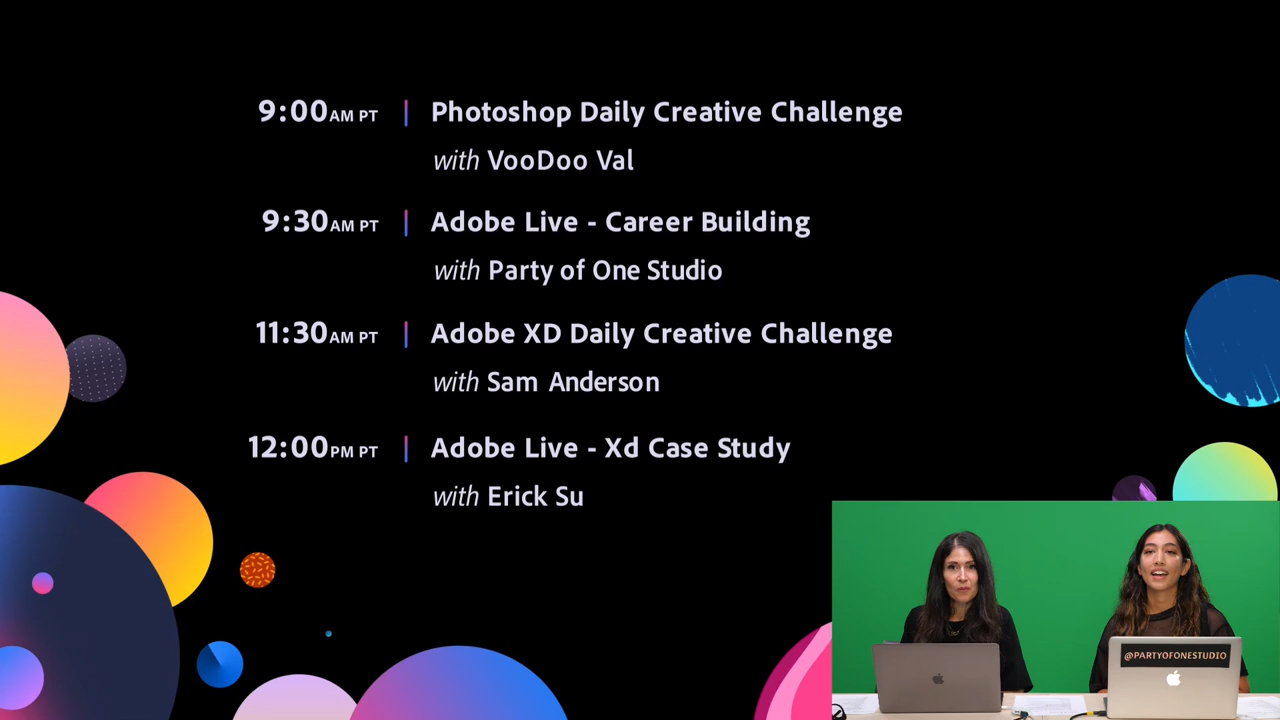 9:00AM PT | Photoshop Daily Creative Challenge
with VooDoo Val
9:30AM PT | Adobe Live - Career Building
with Party of One Studio
11:30AM PT | Adobe XD Daily Creative Challenge
with Sam Anderson
12:00PM PT | Adobe Live - Xd Case Study
with Erick Su
@PARTYOFONESTUDIO